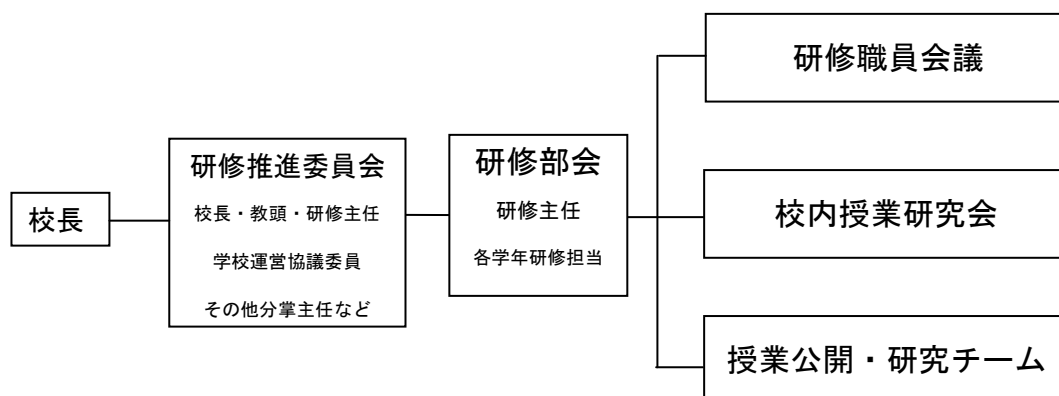 校長
研修推進委員会
校長・教頭・研修主任
学校運営協議委員
その他分掌主任など
研修部会
研修主任
各学年研修担当
研修職員会議
校内授業研究会
授業公開・研究チーム